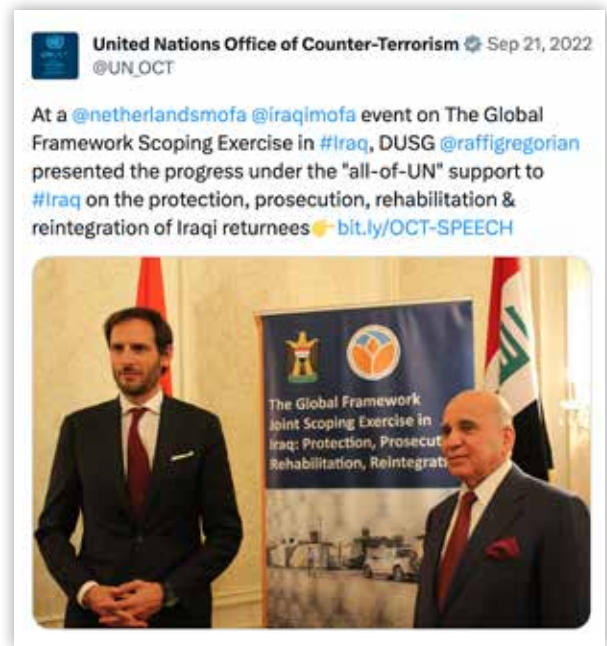 United Nations Office of Counter-Terrorism Sep 21, 2022
@UN_OCT
At a @netherlandsmofa @iraqimofa event on The Global
Framework Scoping Exercise in #Iraq, DUSG @raffigregorian
presented the progress under the "all-of-UN" support to
#Iraq on the protection, prosecution, rehabilitation &
reintegration of Iraqi returnees👉bit.ly/OCT-SPEECH
The Global Framework
Joint Scoping Exercise in
Iraq: Protection, Prosecut
Rehabilitation, Reintegrati